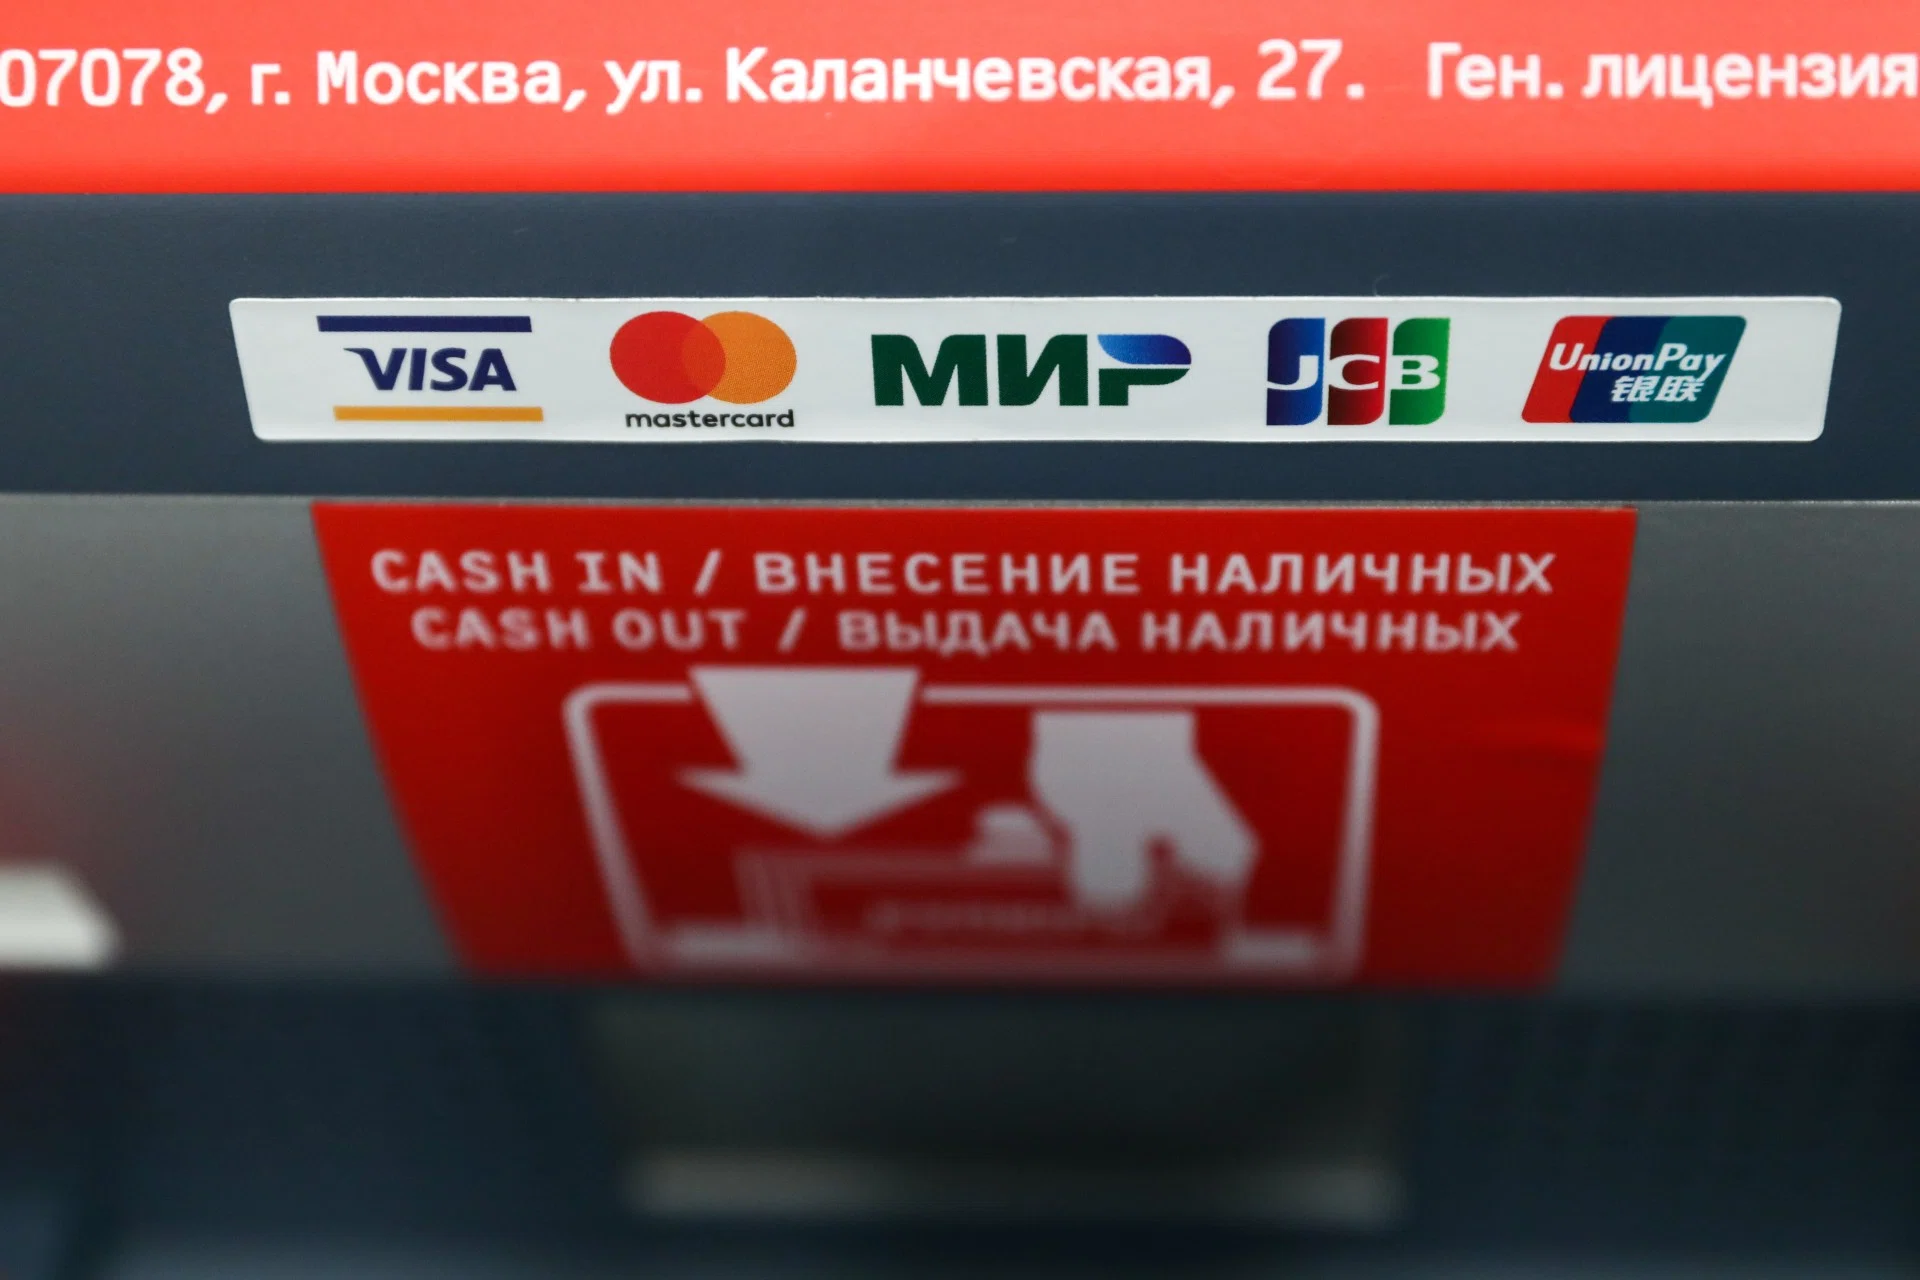 07078, г. Москва, ул. Каланчевская, 27. Ген. лицензия
VISA mastercard МИР JCB UnionPay 银联
CASH IN / ВНЕСЕНИЕ НАЛИЧНЫХ
CASH OUT / ВЫДАЧА НАЛИЧНЫХ